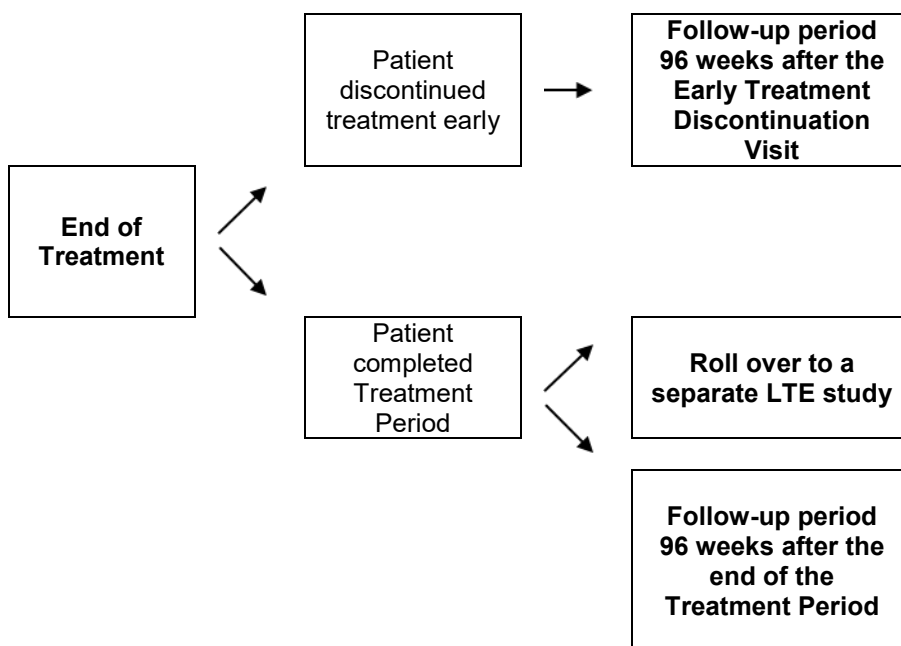 Patient
discontinued
treatment early
Follow-up period
96 weeks after the
Early Treatment
Discontinuation
Visit
End of
Treatment
Patient
completed
Treatment
Period
Roll over to a
separate LTE study
Follow-up period
96 weeks after the
end of the
Treatment Period